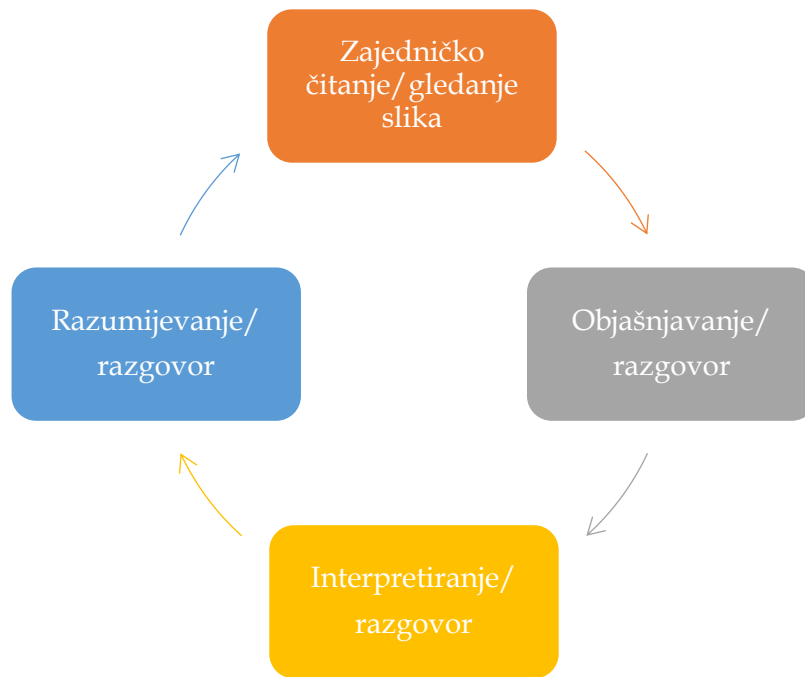 Zajedničko
čitanje/gledanje
slika
Objašnjavanje/
razgovor
Interpretiranje/
razgovor
Razumijevanje/
razgovor